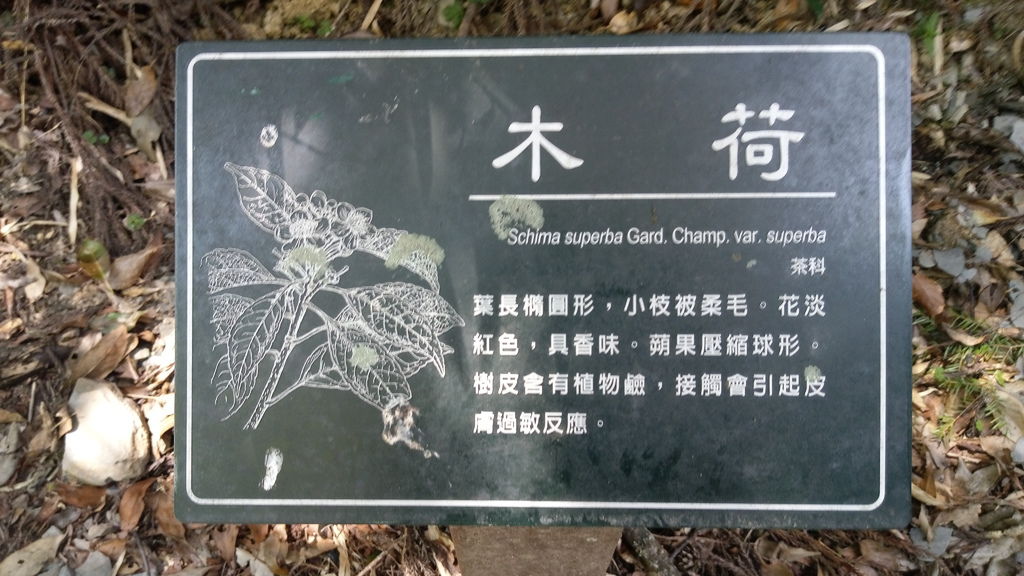 木荷
Schima superba Gard. Champ. var. superba
茶科
葉長橢圓形，小枝被柔毛。花淡
紅色，具香味。蒴果壓縮球形。
樹皮含有植物鹼，接觸會引起皮
膚過敏反應。